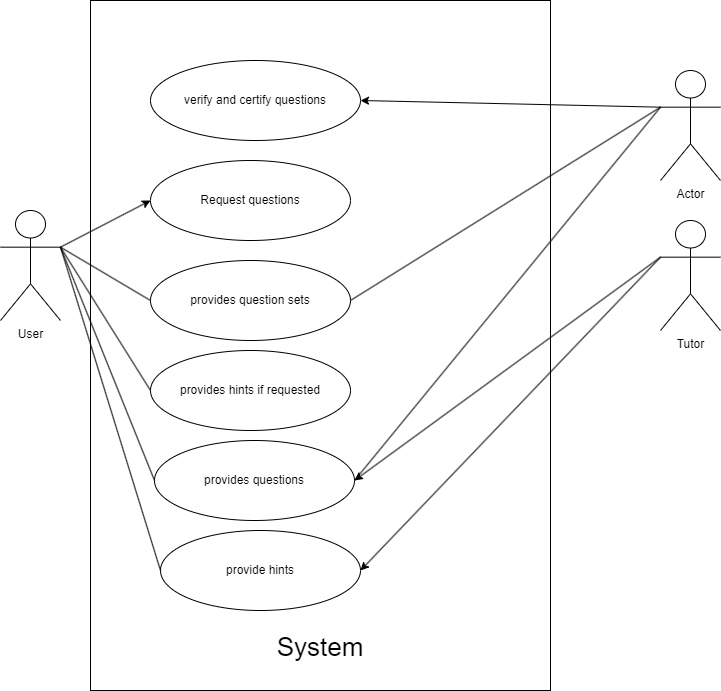 verify and certify questions
Actor
Request questions
User
provides question sets
Tutor
provides hints if requested
provides questions
provide hints
System